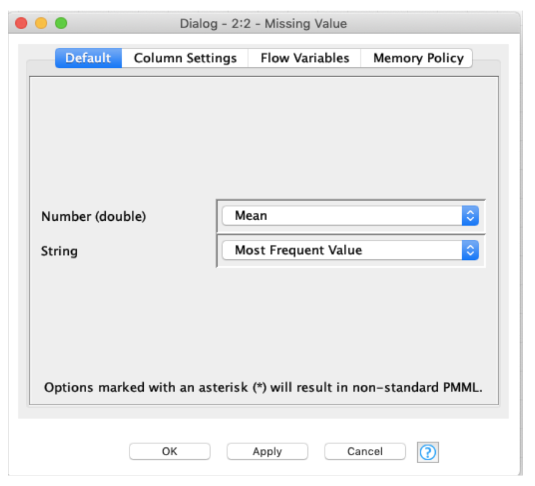 Dialog - 2:2 - Missing Value
Default Column Settings Flow Variables Memory Policy
Number (double) Mean
String Most Frequent Value
Options marked with an asterisk (*) will result in non-standard PMML.
OK Apply Cancel ?